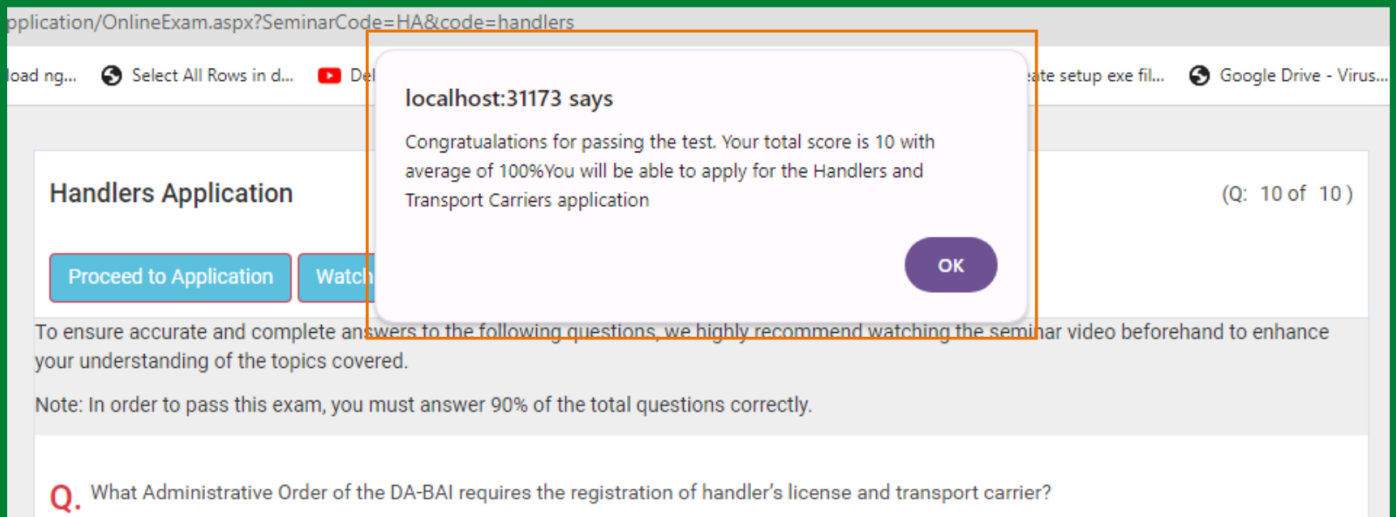 pplication/OnlineExam.aspx?SeminarCode=HA&code=handlers
load ng...
Select All Rows in d...
Del
eate setup exe fil...
Google Drive - Virus...
localhost:31173 says
Congratualations for passing the test. Your total score is 10 with
average of 100%You will be able to apply for the Handlers and
Transport Carriers application
OK
Handlers Application
(Q: 10 of 10 )
Proceed to Application
Watch
To ensure accurate and complete answers to the following questions, we highly recommend watching the seminar video beforehand to enhance
your understanding of the topics covered.
Note: In order to pass this exam, you must answer 90% of the total questions correctly.
Q. What Administrative Order of the DA-BAI requires the registration of handler's license and transport carrier?